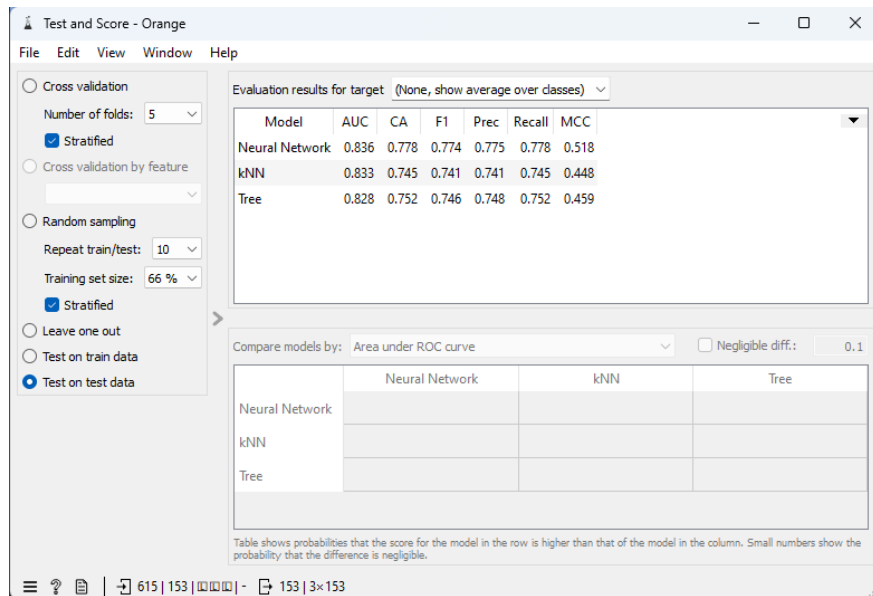 Test and Score - Orange
File Edit View Window Help
Cross validation
Number of folds: 5
Stratified
Cross validation by feature
Random sampling
Repeat train/test: 10
Training set size: 66 %
Stratified
Leave one out
Test on train data
Test on test data
Evaluation results for target (None, show average over classes)
Model AUC CA F1 Prec Recall MCC
Neural Network 0.836 0.778 0.774 0.775 0.778 0.518
kNN 0.833 0.745 0.741 0.741 0.745 0.448
Tree 0.828 0.752 0.746 0.748 0.752 0.459
Compare models by: Area under ROC curve Negligible diff.: 0.1
Neural Network kNN Tree
Neural Network
kNN
Tree
Table shows probabilities that the score for the model in the row is higher than that of the model in the column. Small numbers show the
probability that the difference is negligible.
615 | 153 | | - 153 | 3×153